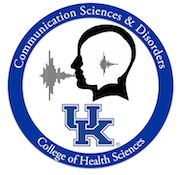 Communication Sciences & Disorders
UK
College of Health Sciences